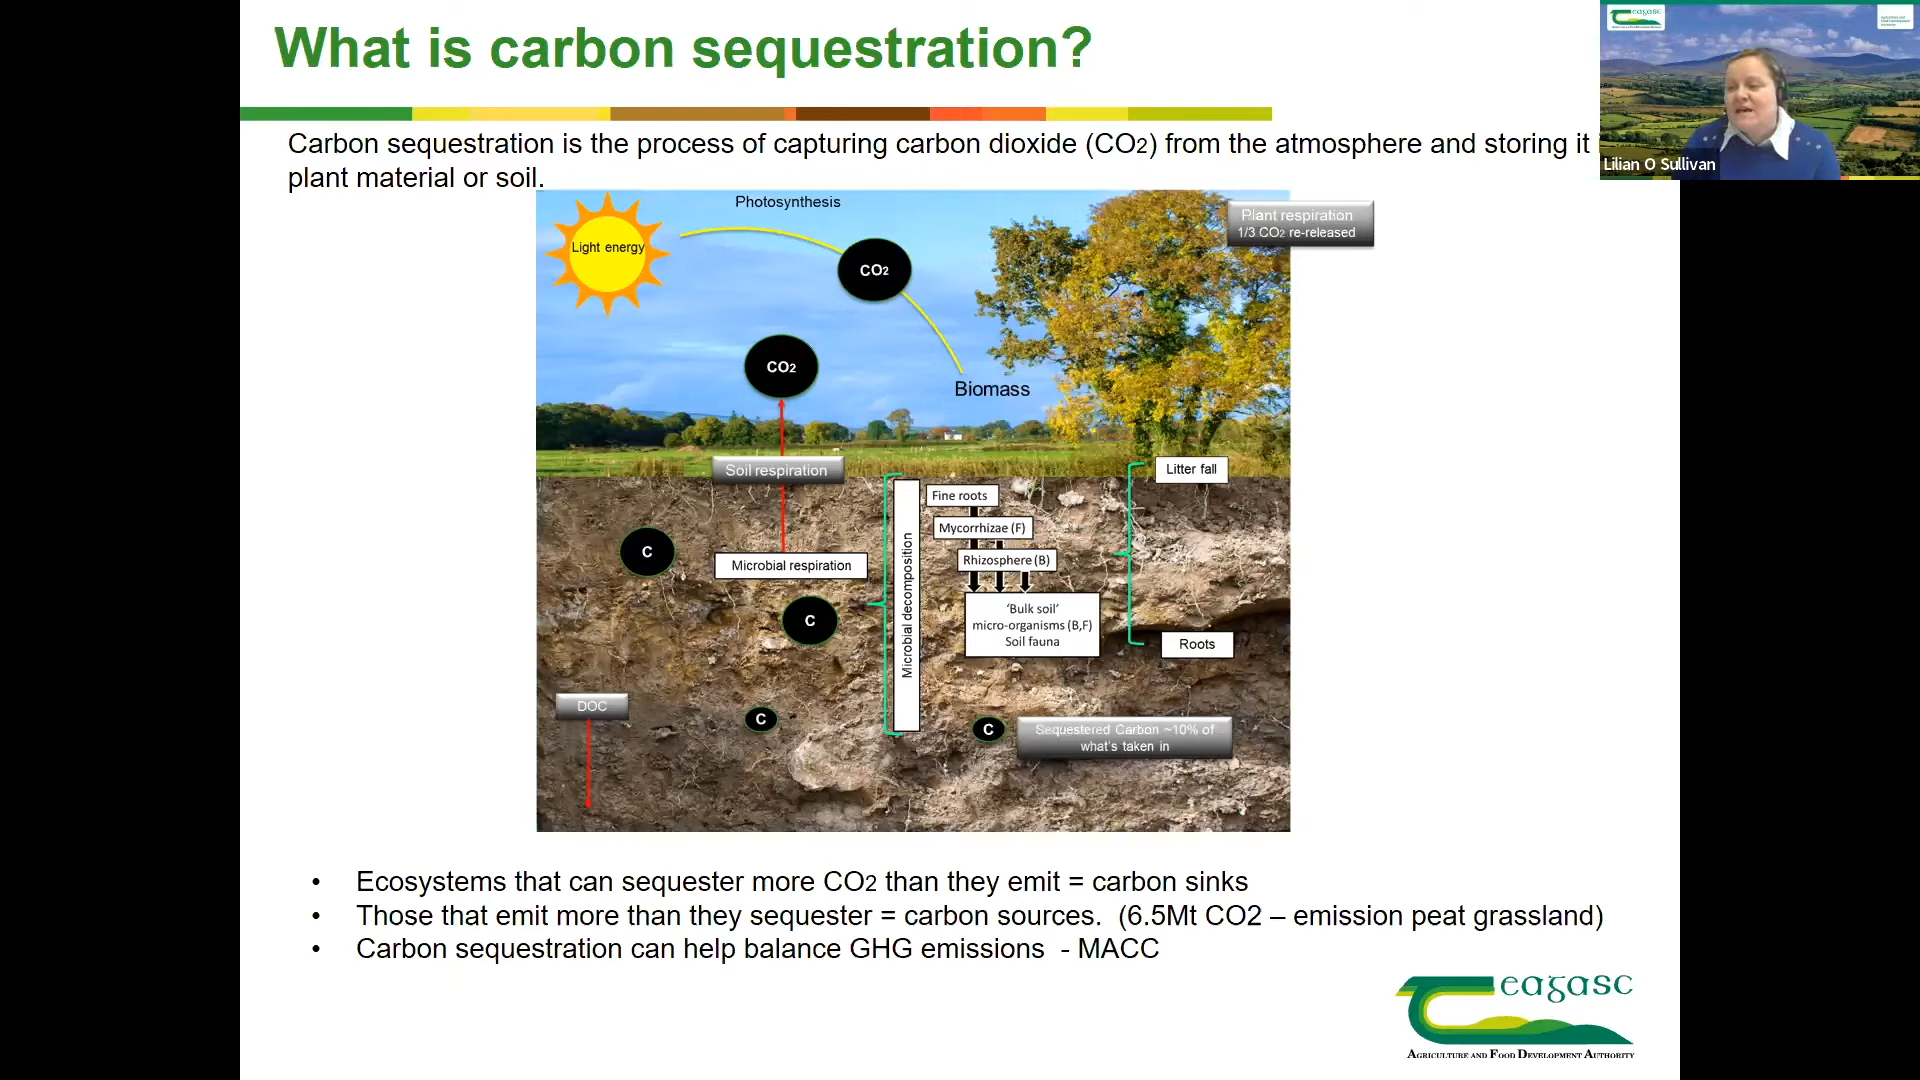 What is carbon sequestration?
Carbon sequestration is the process of capturing carbon dioxide (CO2) from the atmosphere and storing it
plant material or soil.
eagasc
Lilian O Sullivan
Photosynthesis
Light energy
CO2
Plant respiration
1/3 CO2 re-released
CO2
Biomass
Soil respiration
Litter fall
Fine roots
Mycorrhizae (F)
C
Microbial respiration
Rhizosphere (B)
Microbial decomposition
C
'Bulk soil'
micro-organisms (B,F)
Soil fauna
Roots
DOC
C
C
Sequestered Carbon ~10% of
what's taken in
• Ecosystems that can sequester more CO2 than they emit = carbon sinks
• Those that emit more than they sequester = carbon sources. (6.5Mt CO2 – emission peat grassland)
• Carbon sequestration can help balance GHG emissions - MACC
eagasc
AGRICULTURE AND FOOD DEVELOPMENT AUTHORITY